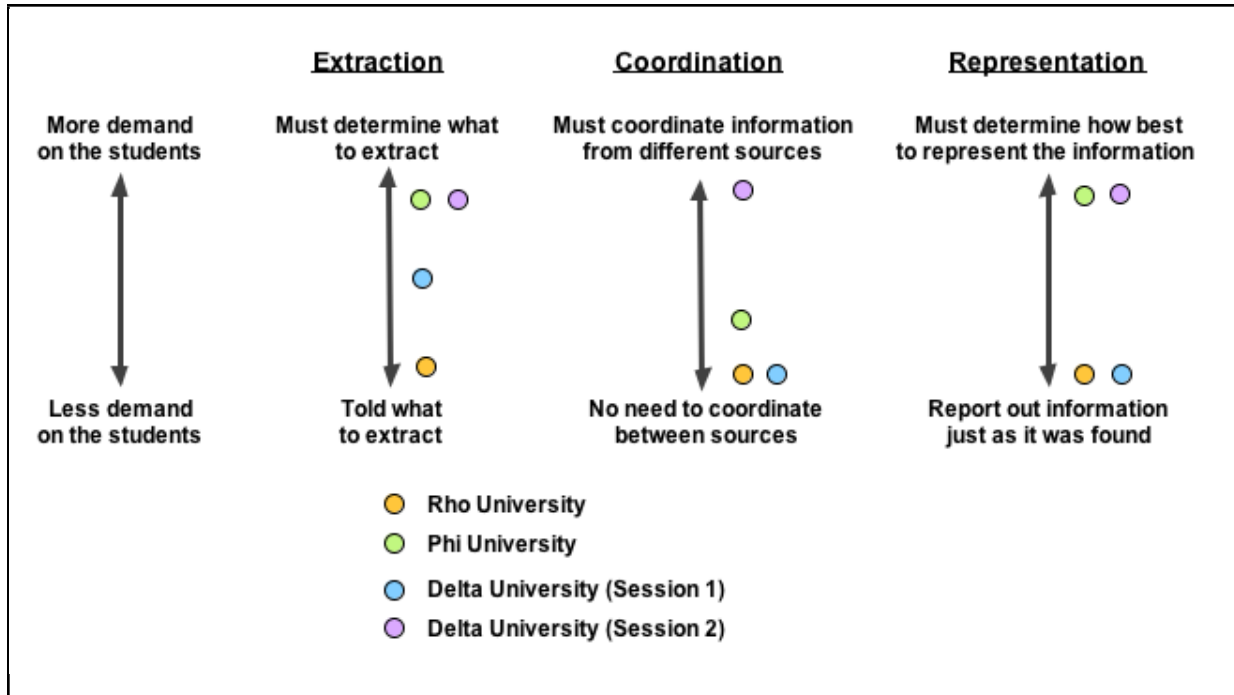 Extraction
Coordination
Representation
More demand
on the students
Must determine what
to extract
Must coordinate information
from different sources
Must determine how best
to represent the information
Less demand
on the students
Told what
to extract
No need to coordinate
between sources
Report out information
just as it was found
Rho University
Phi University
Delta University (Session 1)
Delta University (Session 2)